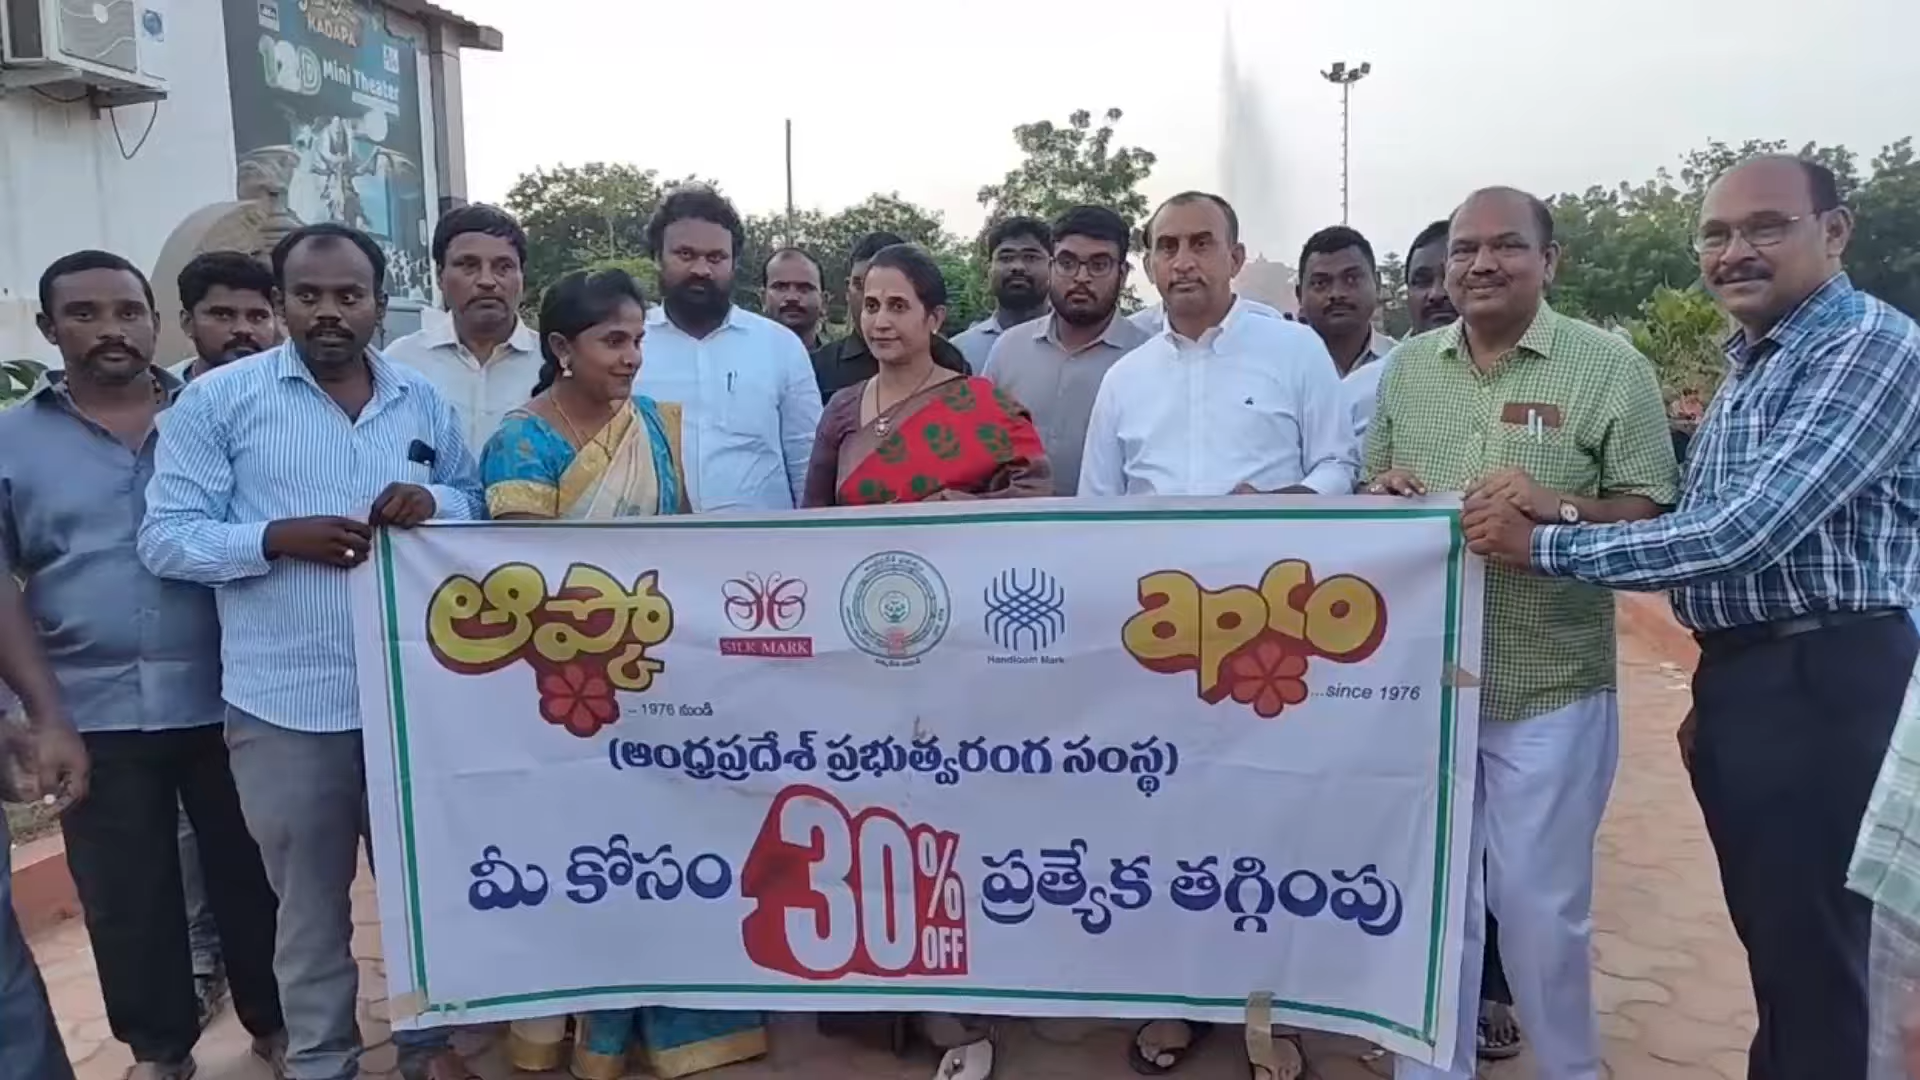 KADAPA
12D Mini Theater
ఆప్కో
– 1976 నుండి
SILK MARK
Handloom Mark
apco
...since 1976
(ఆంధ్రప్రదేశ్ ప్రభుత్వరంగ సంస్థ)
మీ కోసం 30% OFF ప్రత్యేక తగ్గింపు